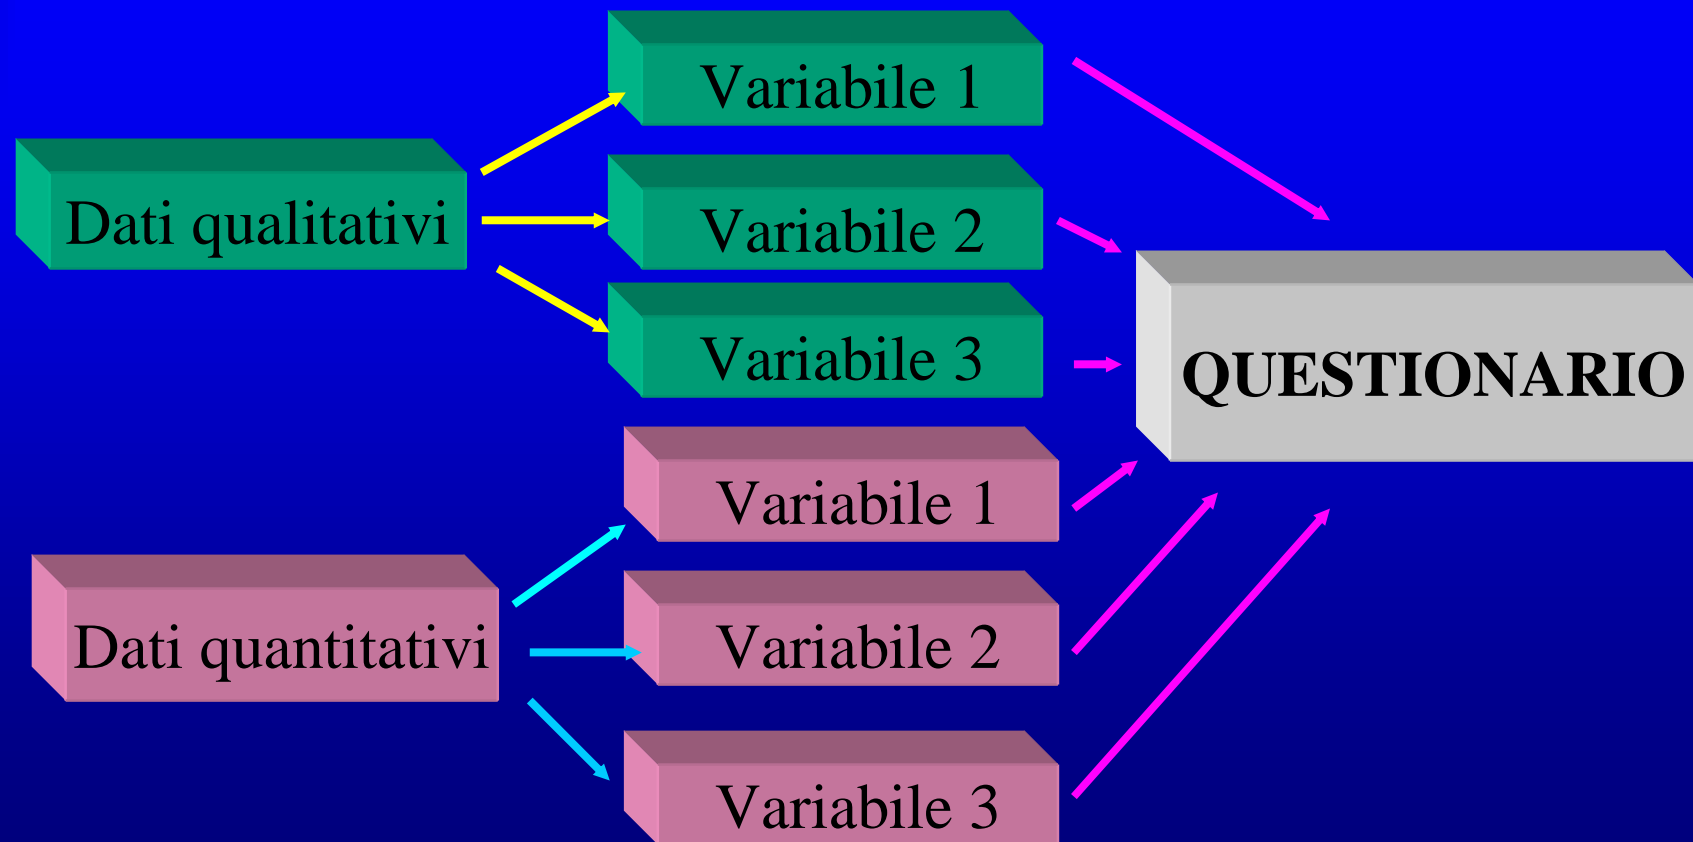 Dati qualitativi
Variabile 1
Variabile 2
Variabile 3
Dati quantitativi
Variabile 1
Variabile 2
Variabile 3
QUESTIONARIO